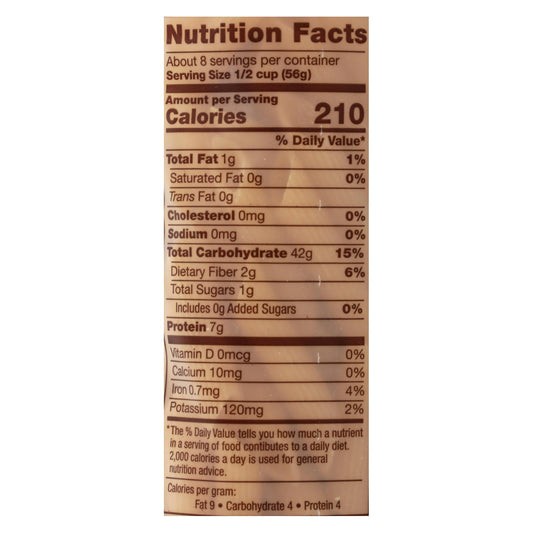 Nutrition Facts
About 8 servings per container
Serving Size 1/2 cup (56g)
Amount per Serving
Calories 210
% Daily Value*
Total Fat 1g 1%
Saturated Fat 0g 0%
Trans Fat 0g
Cholesterol 0mg 0%
Sodium 0mg 0%
Total Carbohydrate 42g 15%
Dietary Fiber 2g 6%
Total Sugars 1g
Includes 0g Added Sugars 0%
Protein 7g
Vitamin D 0mcg 0%
Calcium 10mg 0%
Iron 0.7mg 4%
Potassium 120mg 2%
*The % Daily Value tells you how much a nutrient
in a serving of food contibutes to a daily diet.
2,000 calories a day is used for general
nutrition advice.
Calories per gram:
Fat 9 • Carbohydrate 4 • Protein 4